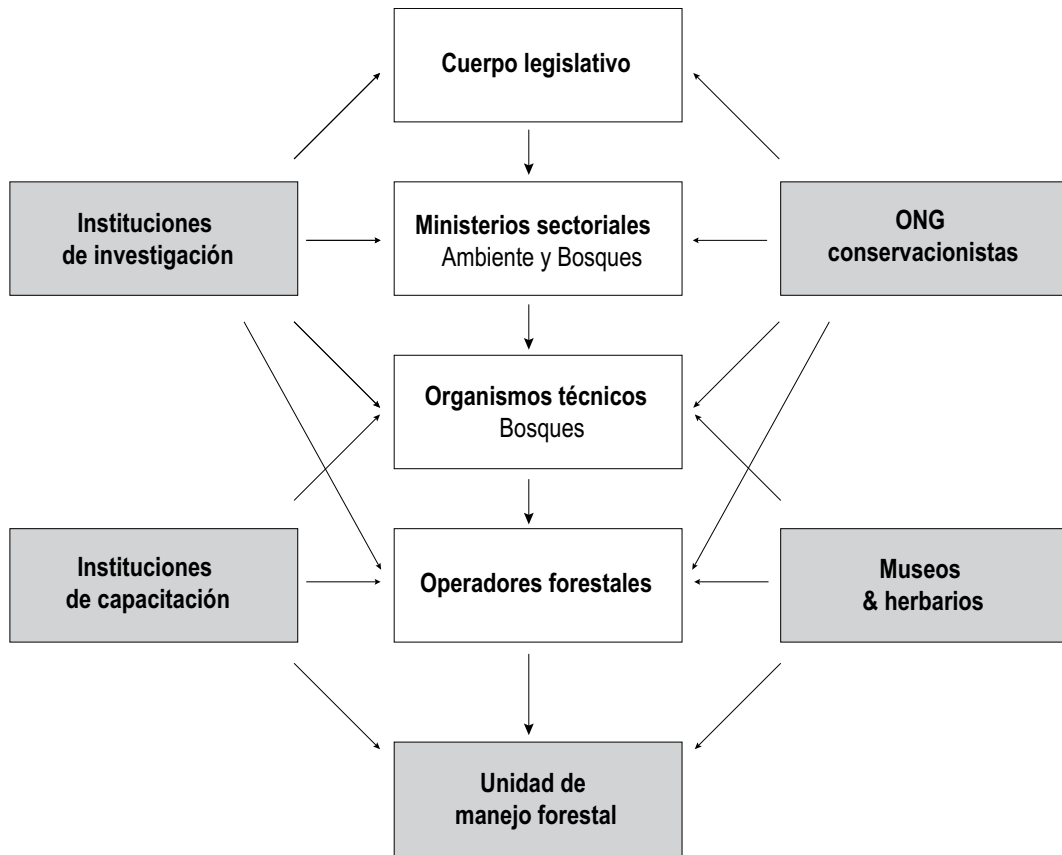 Cuerpo legislativo
Instituciones
de investigación
Ministerios sectoriales
Ambiente y Bosques
ONG
conservacionistas
Organismos técnicos
Bosques
Instituciones
de capacitación
Operadores forestales
Museos
& herbarios
Unidad de
manejo forestal